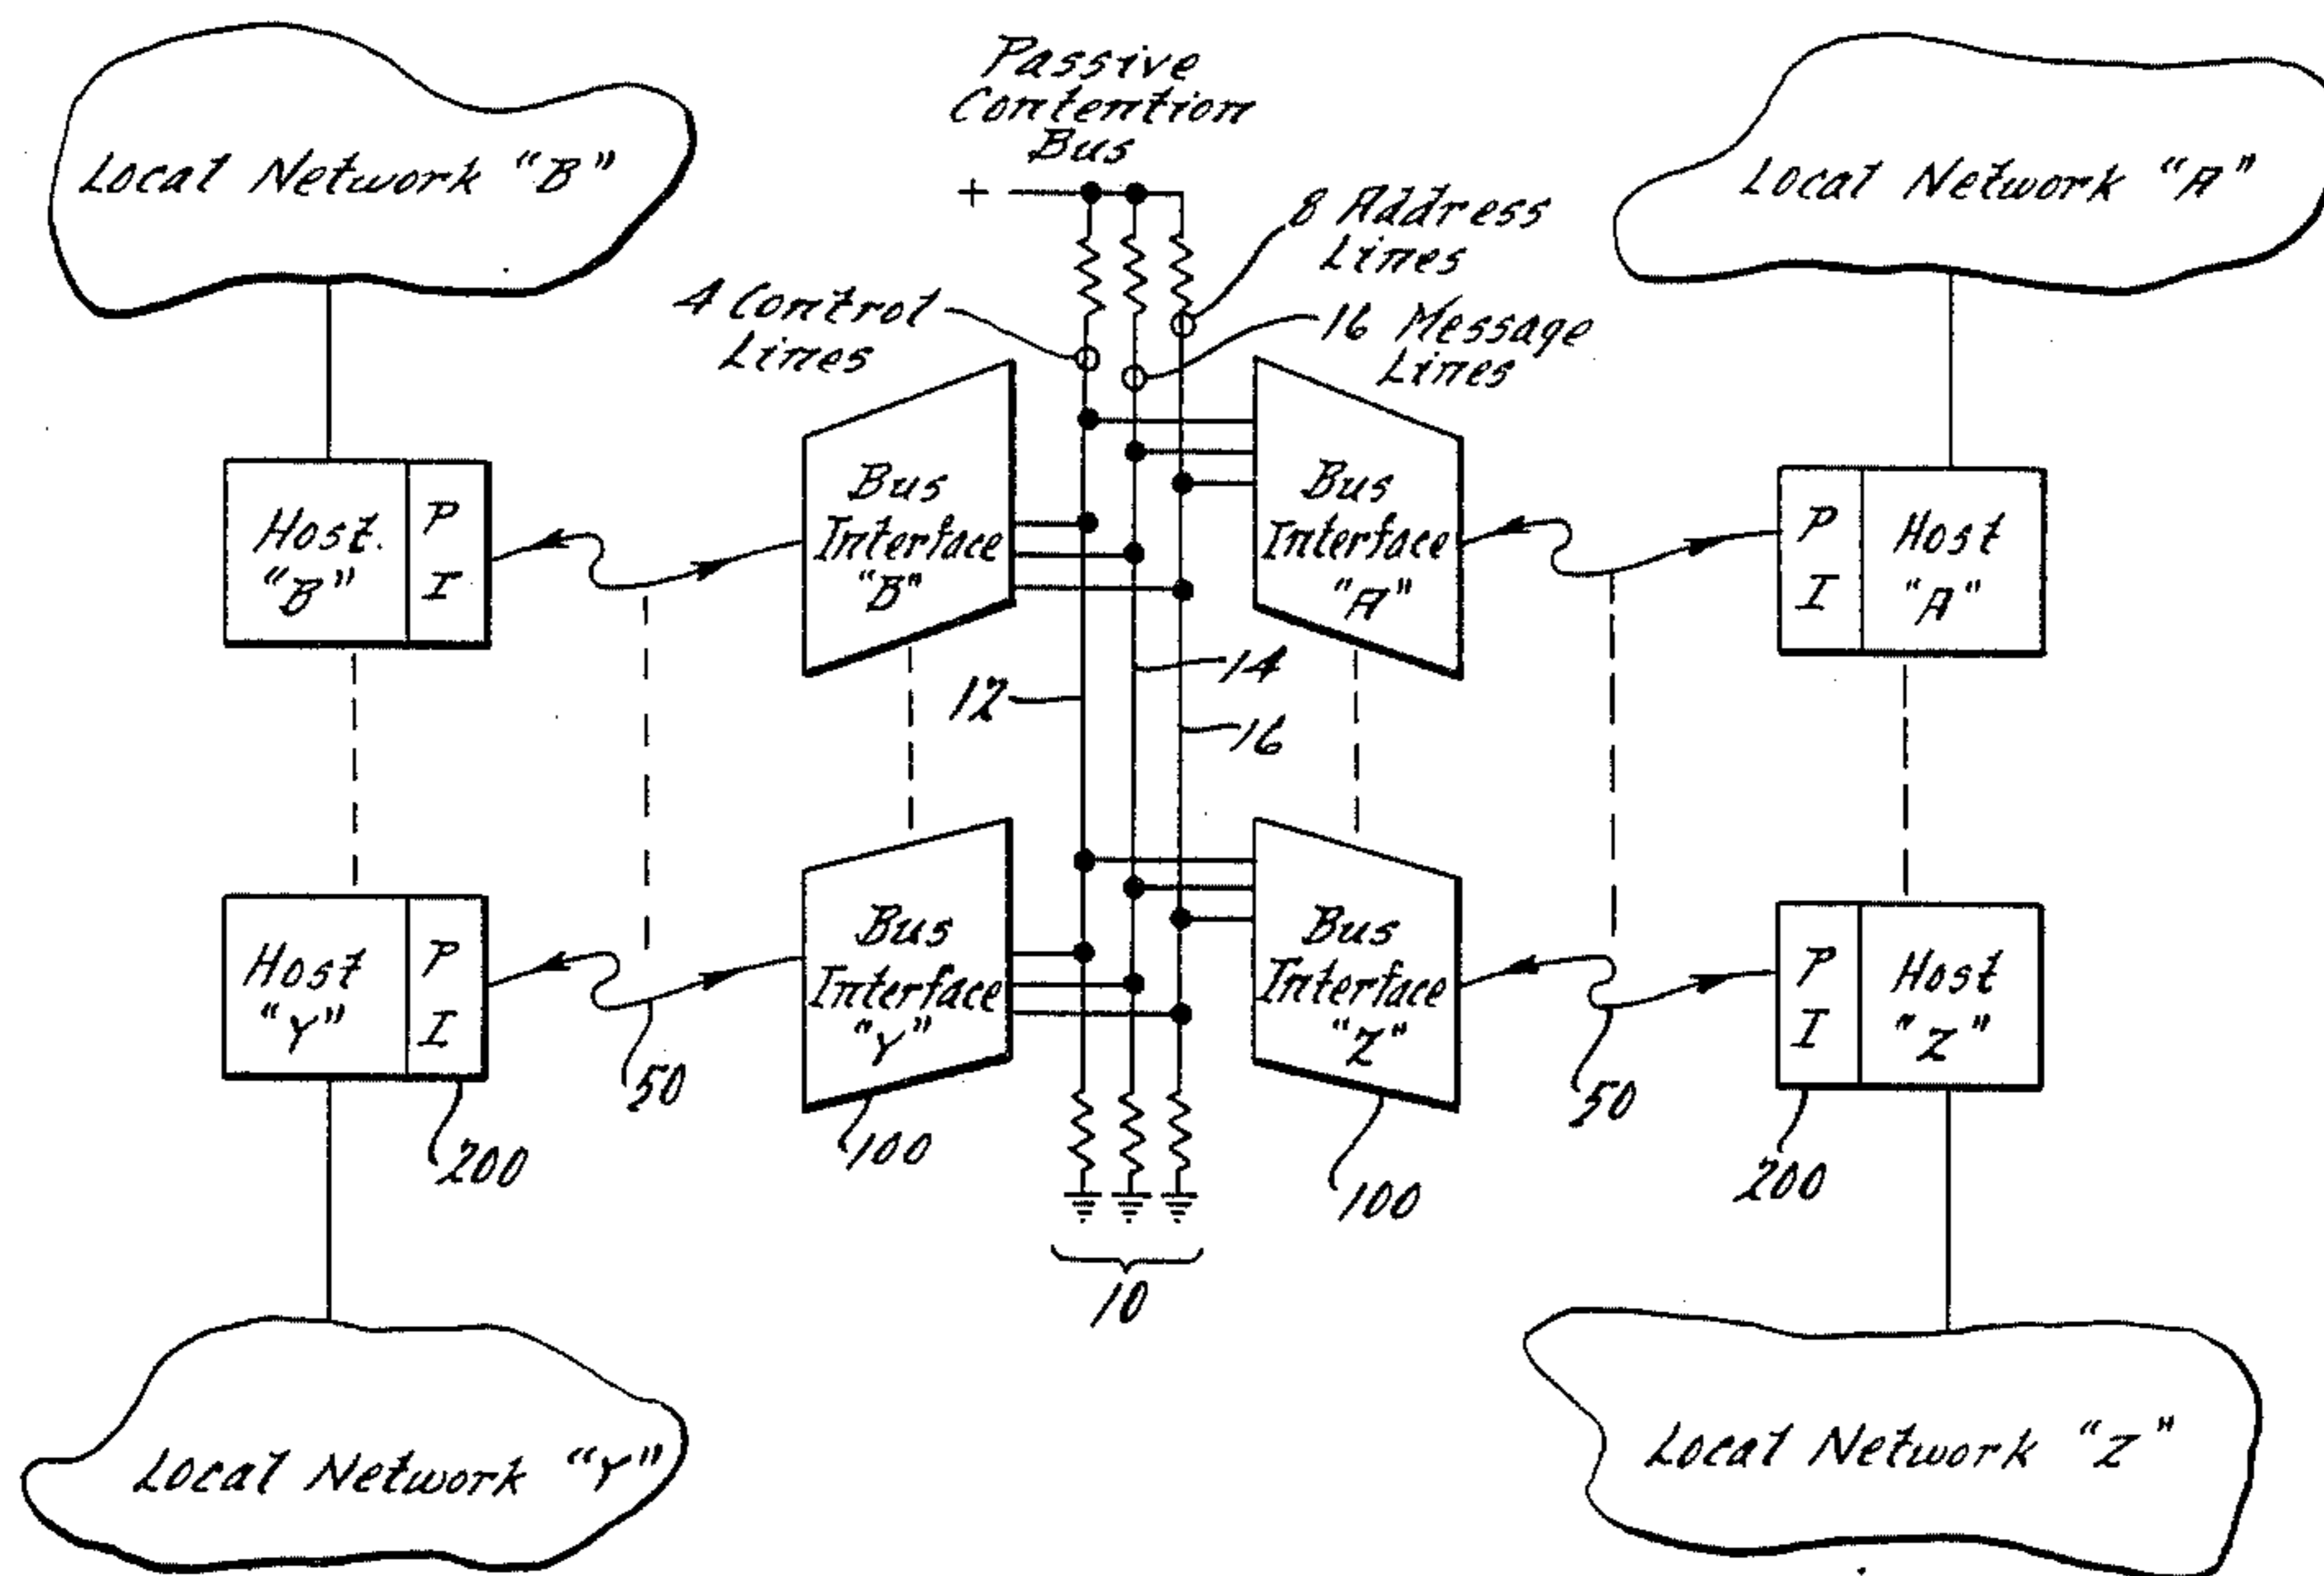 Passive
Contention
Bus
Local Network "B"
Local Network "A"
+
8 Address
Lines
4 Control
Lines
16 Message
Lines
Host
"B"
P
I
Bus
Interface
"B"
Bus
Interface
"A"
P
I
Host
"A"
12
14
16
Host
"Y"
P
I
Bus
Interface
"Y"
Bus
Interface
"Z"
P
I
Host
"Z"
200
50
100
100
50
200
10
Local Network "Y"
Local Network "Z"